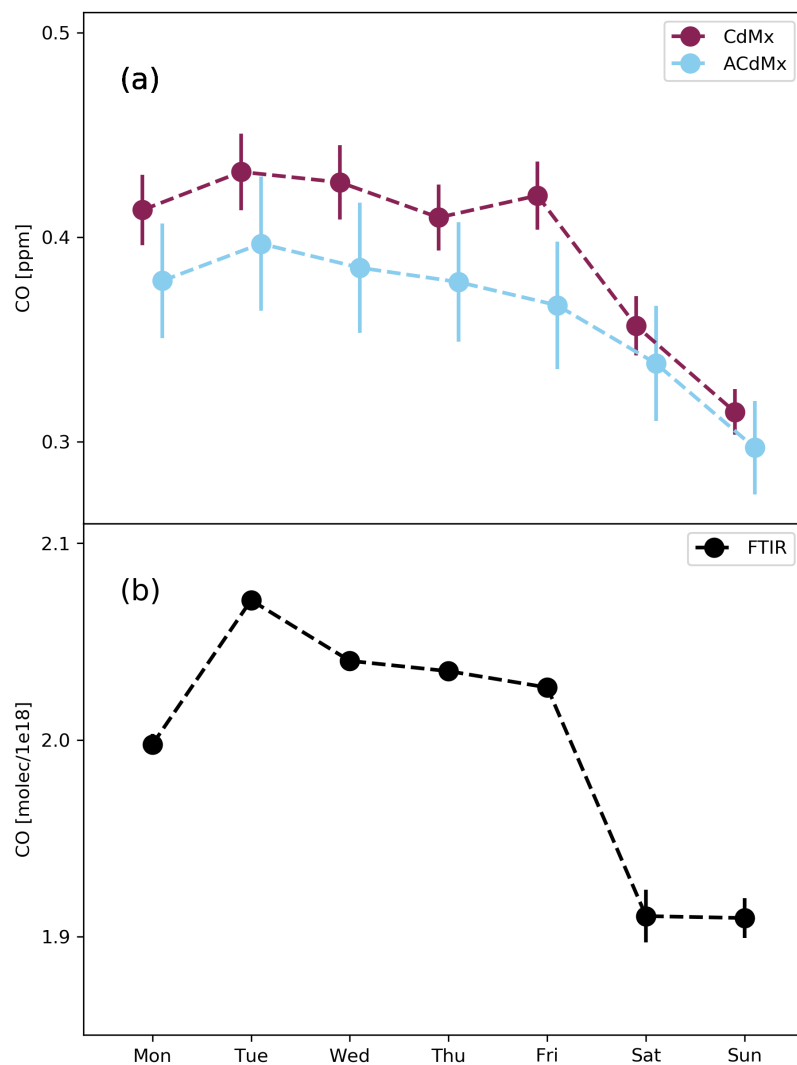 0.5
(a)
CdMx
ACdMx
0.4
CO [ppm]
0.3
2.1
(b)
FTIR
2.0
CO [molec/1e18]
1.9
Mon Tue Wed Thu Fri Sat Sun